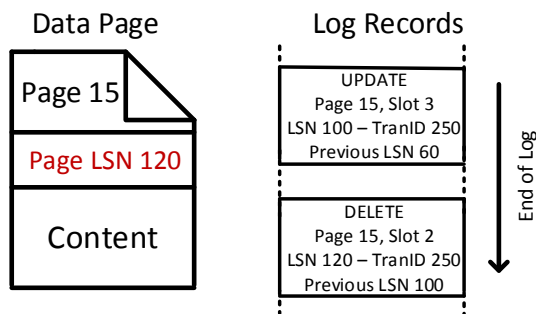 Data Page
Page 15
Page LSN 120
Content
Log Records
UPDATE
Page 15, Slot 3
LSN 100 – TranID 250
Previous LSN 60
DELETE
Page 15, Slot 2
LSN 120 – TranID 250
Previous LSN 100
End of Log